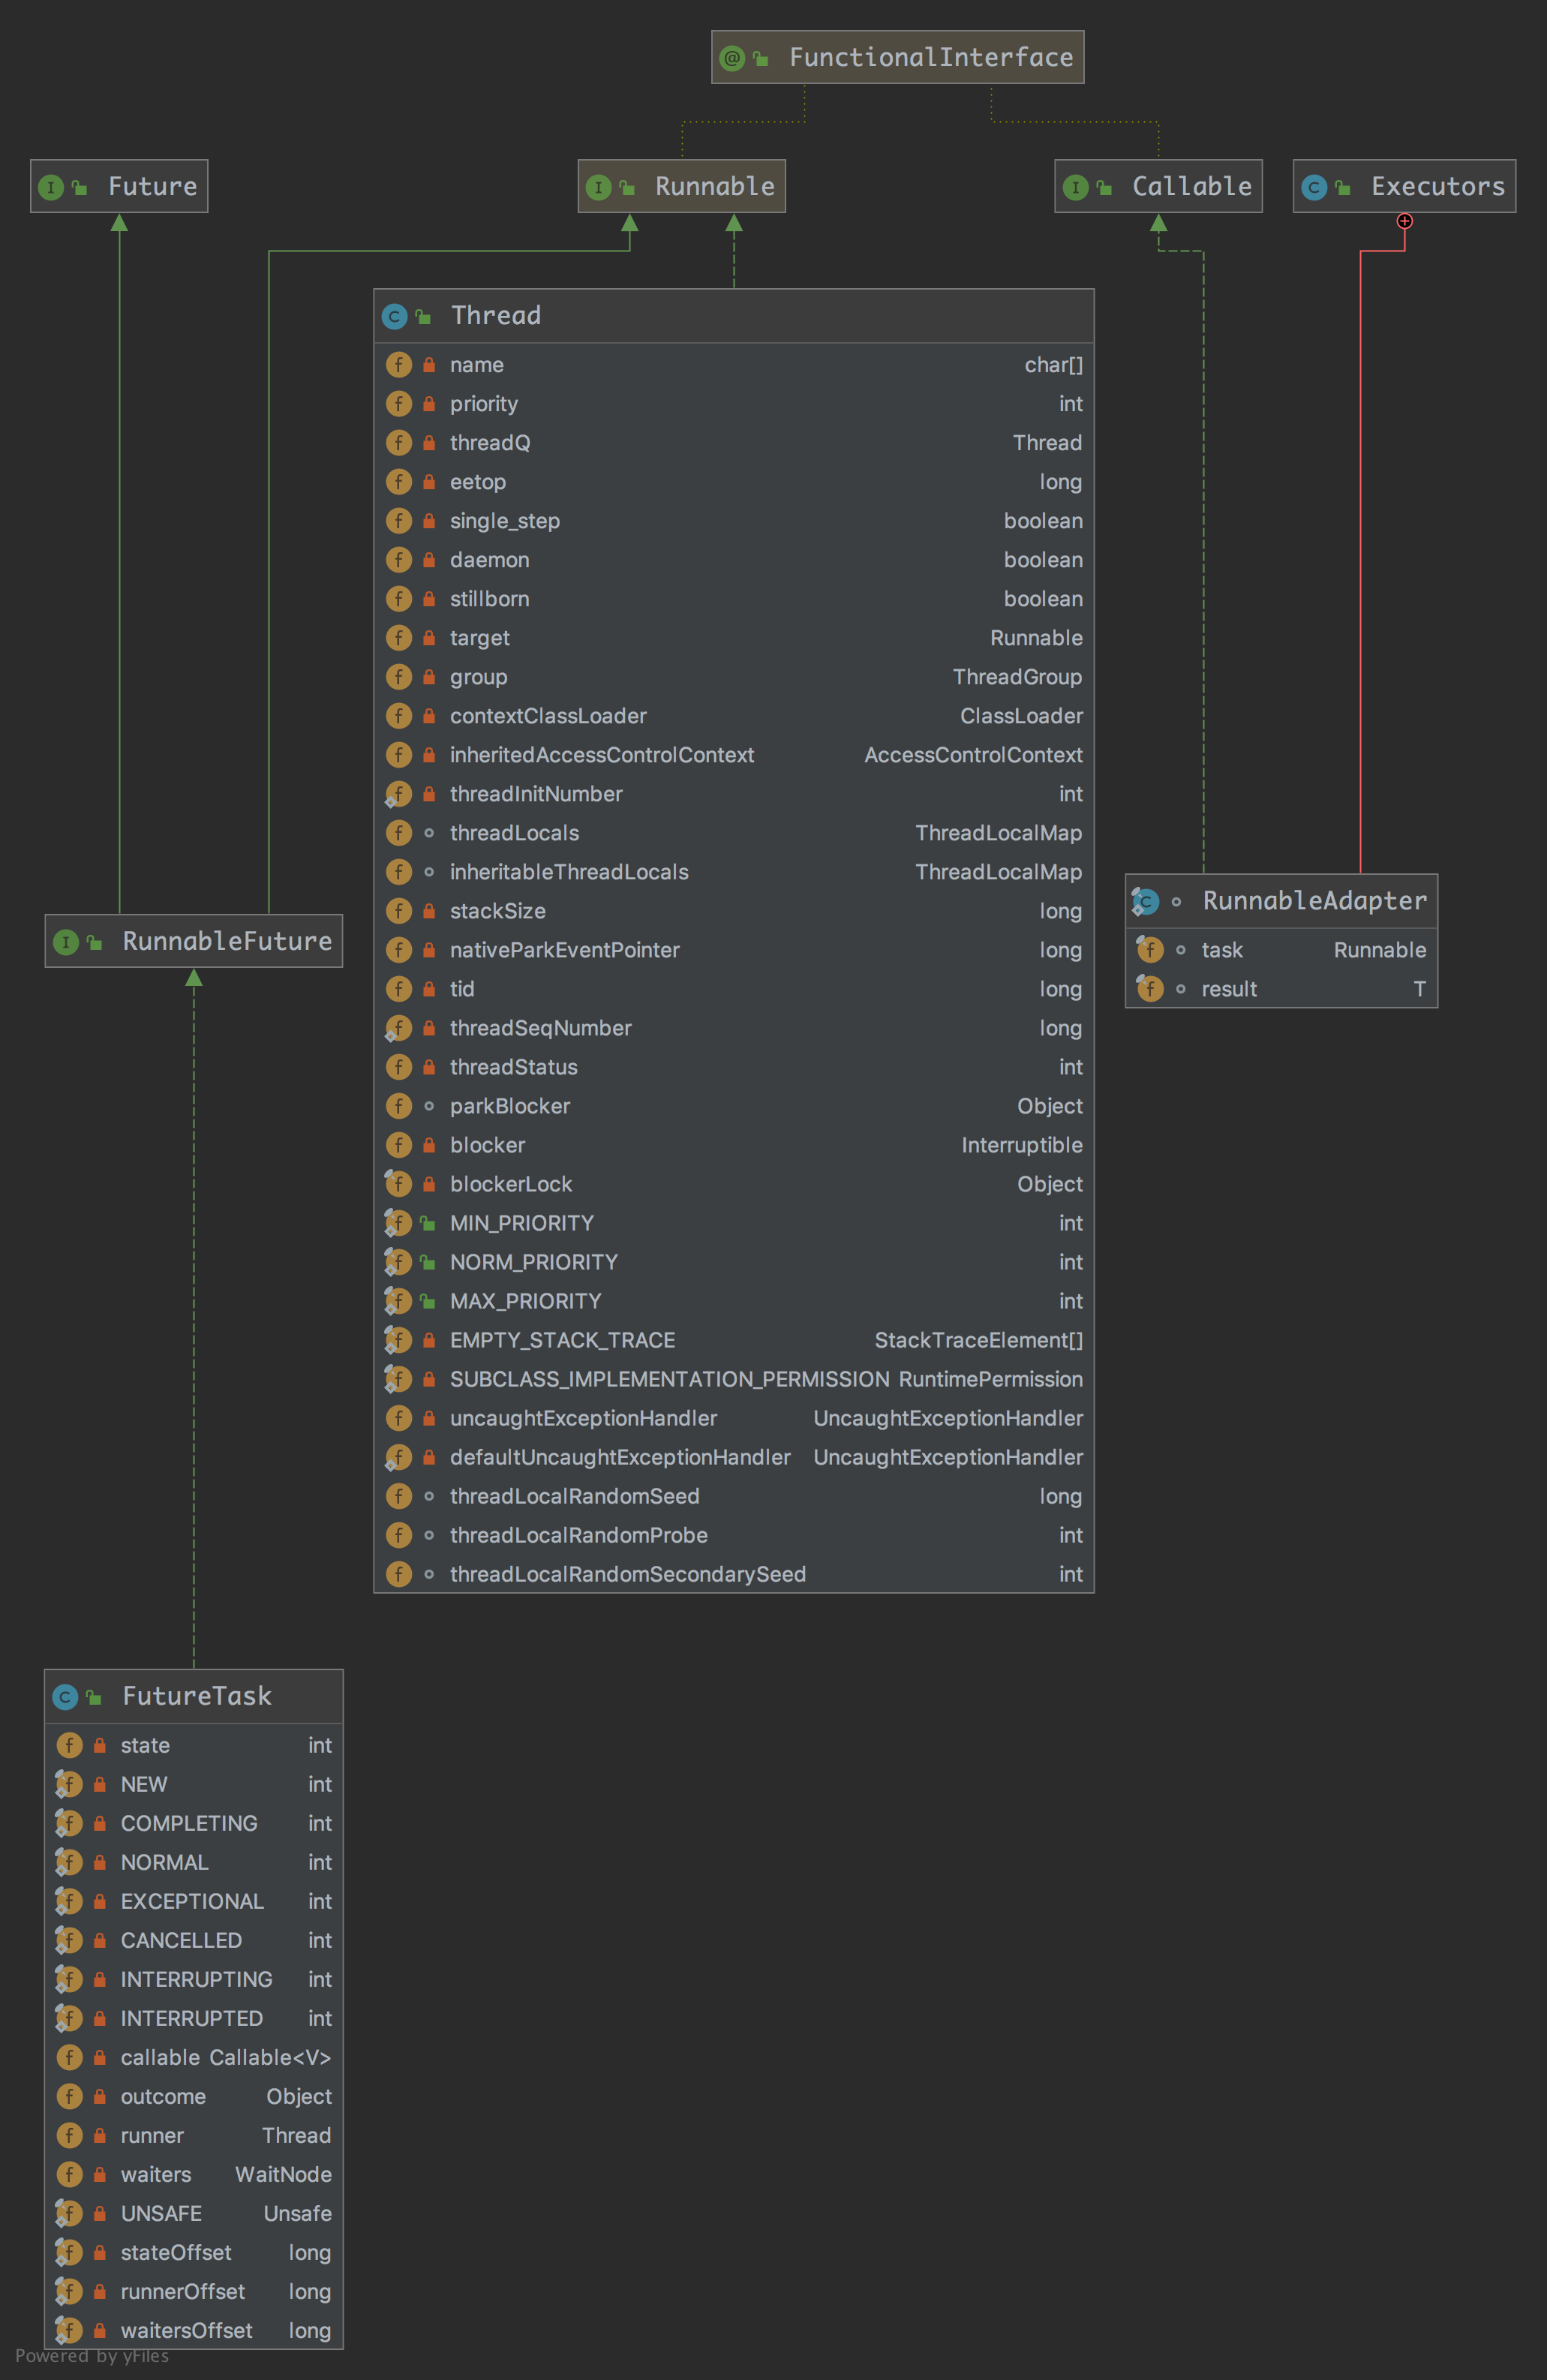 FunctionalInterface
Future
Runnable
Callable
Executors
Thread
name char[]
priority int
threadQ Thread
eetop long
single_step boolean
daemon boolean
stillborn boolean
target Runnable
group ThreadGroup
contextClassLoader ClassLoader
inheritedAccessControlContext AccessControlContext
threadInitNumber int
threadLocals ThreadLocalMap
inheritableThreadLocals ThreadLocalMap
stackSize long
nativeParkEventPointer long
tid long
threadSeqNumber long
threadStatus int
parkBlocker Object
blocker Interruptible
blockerLock Object
MIN_PRIORITY int
NORM_PRIORITY int
MAX_PRIORITY int
EMPTY_STACK_TRACE StackTraceElement[]
SUBCLASS_IMPLEMENTATION_PERMISSION RuntimePermission
uncaughtExceptionHandler UncaughtExceptionHandler
defaultUncaughtExceptionHandler UncaughtExceptionHandler
threadLocalRandomSeed long
threadLocalRandomProbe int
threadLocalRandomSecondarySeed int
RunnableAdapter
task Runnable
result T
RunnableFuture
FutureTask
state int
NEW int
COMPLETING int
NORMAL int
EXCEPTIONAL int
CANCELLED int
INTERRUPTING int
INTERRUPTED int
callable Callable<V>
outcome Object
runner Thread
waiters WaitNode
UNSAFE Unsafe
stateOffset long
runnerOffset long
waitersOffset long
Powered by yFiles